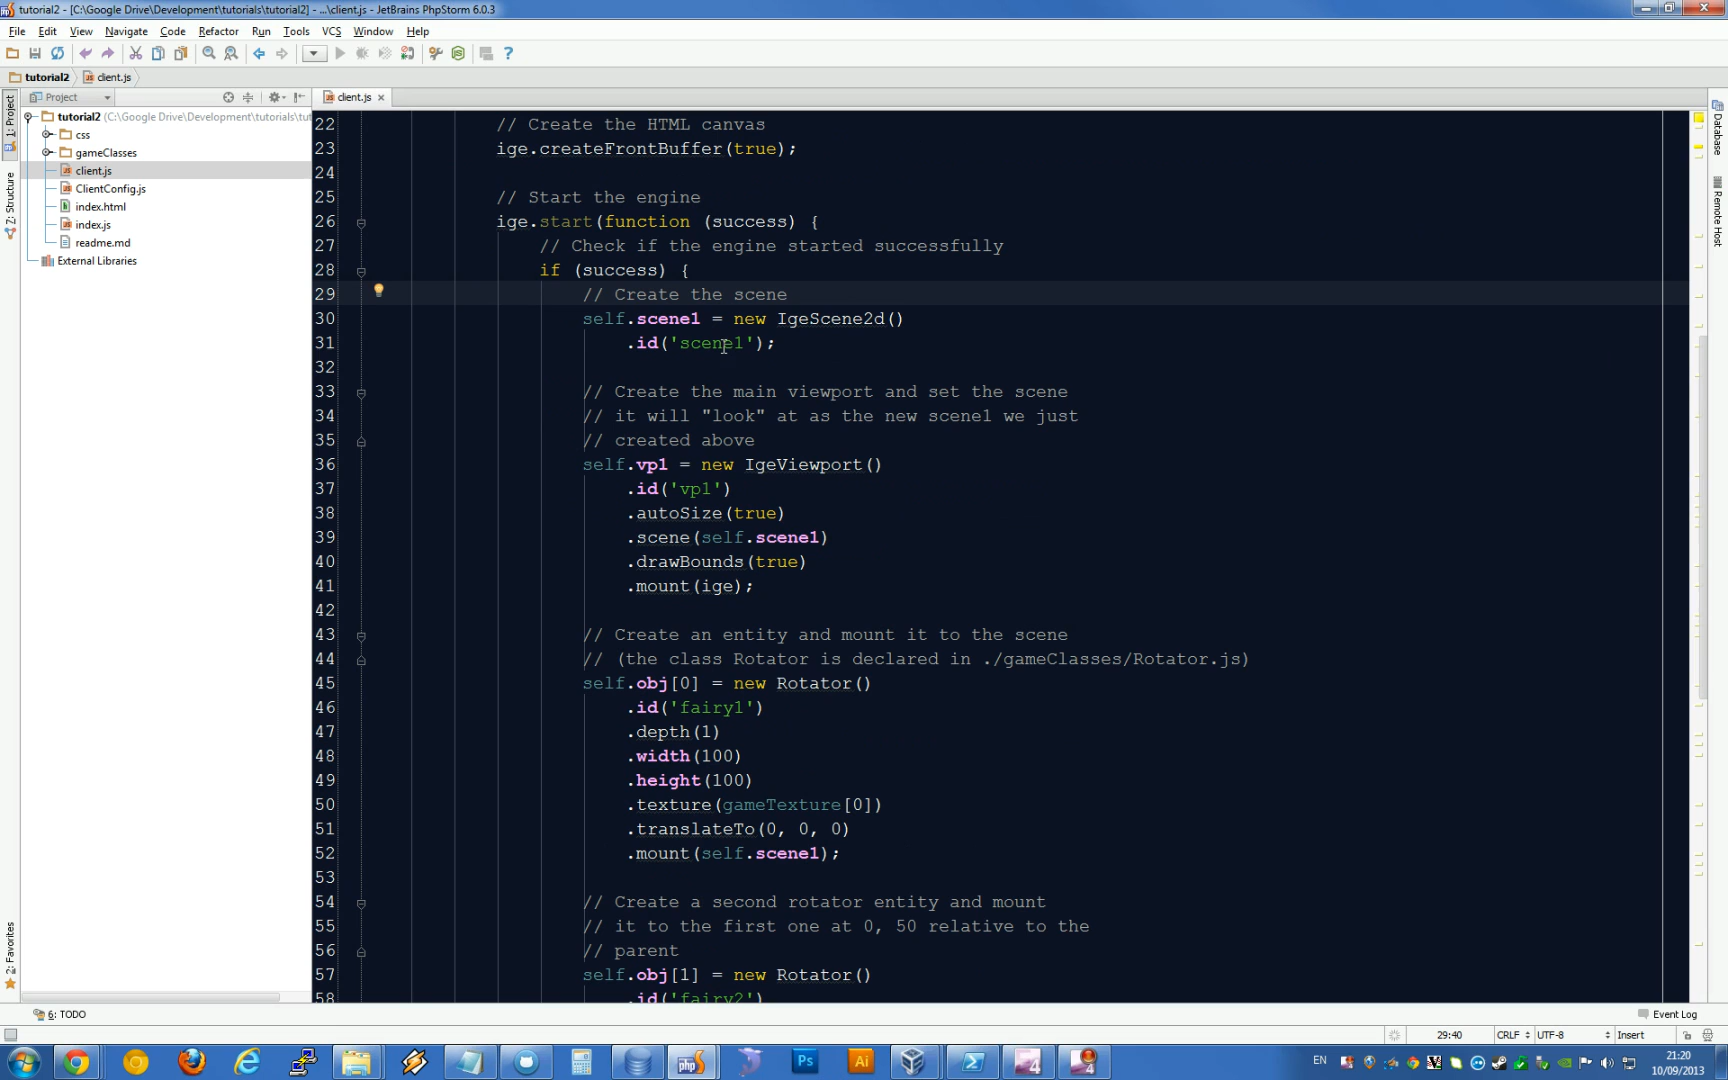 tutorial2 - [C:\Google Drive\Development\tutorials\tutorial2] - ...\client.js - JetBrains PhpStorm 6.0.3
File Edit View Navigate Code Refactor Run Tools VCS Window Help
tutorial2 client.js
Project client.js
1: Project
Z: Structure
2: Favorites
Database
Remote Host
tutorial2 (C:\Google Drive\Development\tutorials\tut
css
gameClasses
client.js
ClientConfig.js
index.html
index.js
readme.md
External Libraries
22 // Create the HTML canvas
23 ige.createFrontBuffer(true);
24
25 // Start the engine
26 ige.start(function (success) {
27 // Check if the engine started successfully
28 if (success) {
29 // Create the scene
30 self.scene1 = new IgeScene2d()
31 .id('scene1');
32
33 // Create the main viewport and set the scene
34 // it will "look" at as the new scene1 we just
35 // created above
36 self.vp1 = new IgeViewport()
37 .id('vp1')
38 .autoSize(true)
39 .scene(self.scene1)
40 .drawBounds(true)
41 .mount(ige);
42
43 // Create an entity and mount it to the scene
44 // (the class Rotator is declared in ./gameClasses/Rotator.js)
45 self.obj[0] = new Rotator()
46 .id('fairy1')
47 .depth(1)
48 .width(100)
49 .height(100)
50 .texture(gameTexture[0])
51 .translateTo(0, 0, 0)
52 .mount(self.scene1);
53
54 // Create a second rotator entity and mount
55 // it to the first one at 0, 50 relative to the
56 // parent
57 self.obj[1] = new Rotator()
58 .id('fairy2')
6: TODO Event Log
29:40 CRLF UTF-8 Insert
php Ps Ai 4 4 EN 21:20
10/09/2013